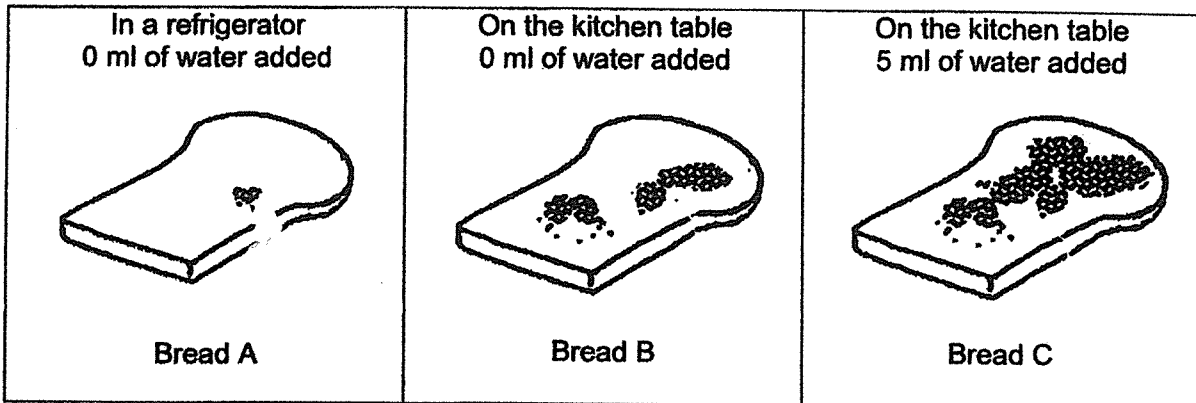 In a refrigerator
0 ml of water added
Bread A
On the kitchen table
0 ml of water added
Bread B
On the kitchen table
5 ml of water added
Bread C